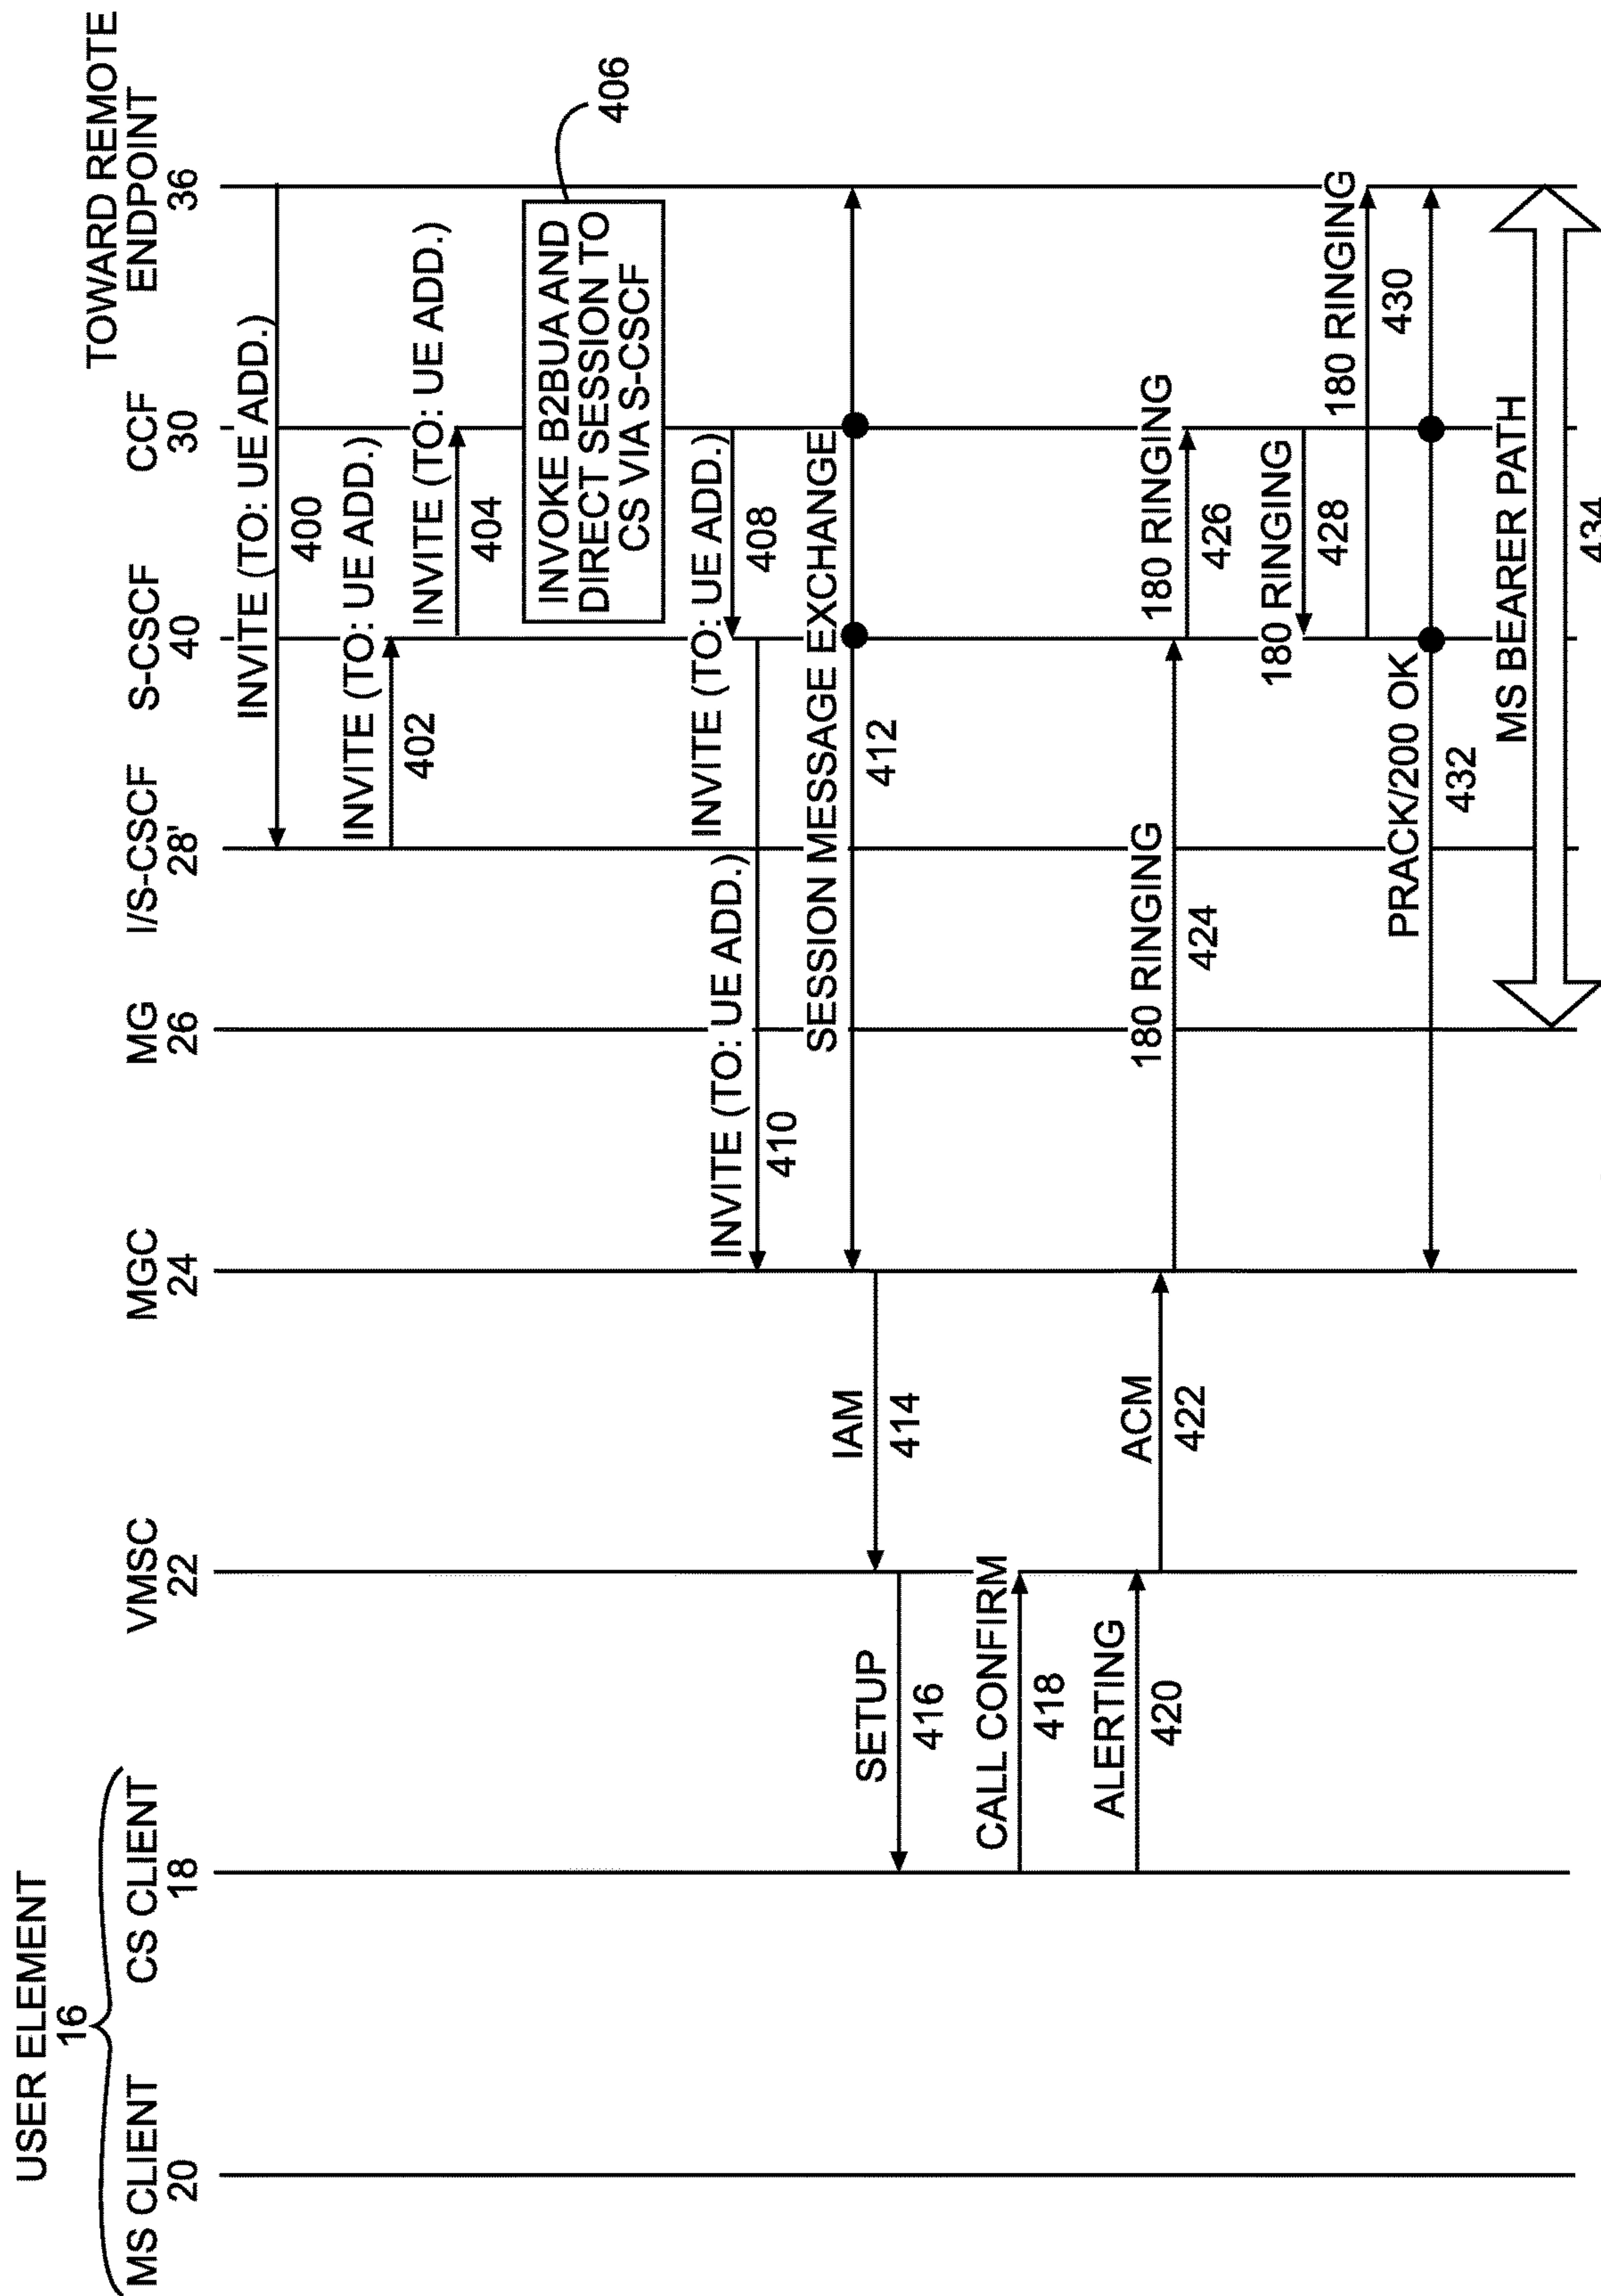 USER ELEMENT
16
MS CLIENT
20
CS CLIENT
18
VMSC
22
MGC
24
MG
26
I/S-CSCF
28'
S-CSCF
40
CCF
30
TOWARD REMOTE
ENDPOINT
36
INVITE (TO: UE ADD.)
400
INVITE (TO: UE ADD.)
402
INVITE (TO: UE ADD.)
404
INVOKE B2BUA AND
DIRECT SESSION TO
CS VIA S-CSCF
406
INVITE (TO: UE ADD.)
408
INVITE (TO: UE ADD.)
410
SESSION MESSAGE EXCHANGE
412
IAM
414
SETUP
416
CALL CONFIRM
418
ALERTING
420
ACM
422
180 RINGING
424
180 RINGING
426
180 RINGING
428
180 RINGING
430
PRACK/200 OK
432
MS BEARER PATH
434